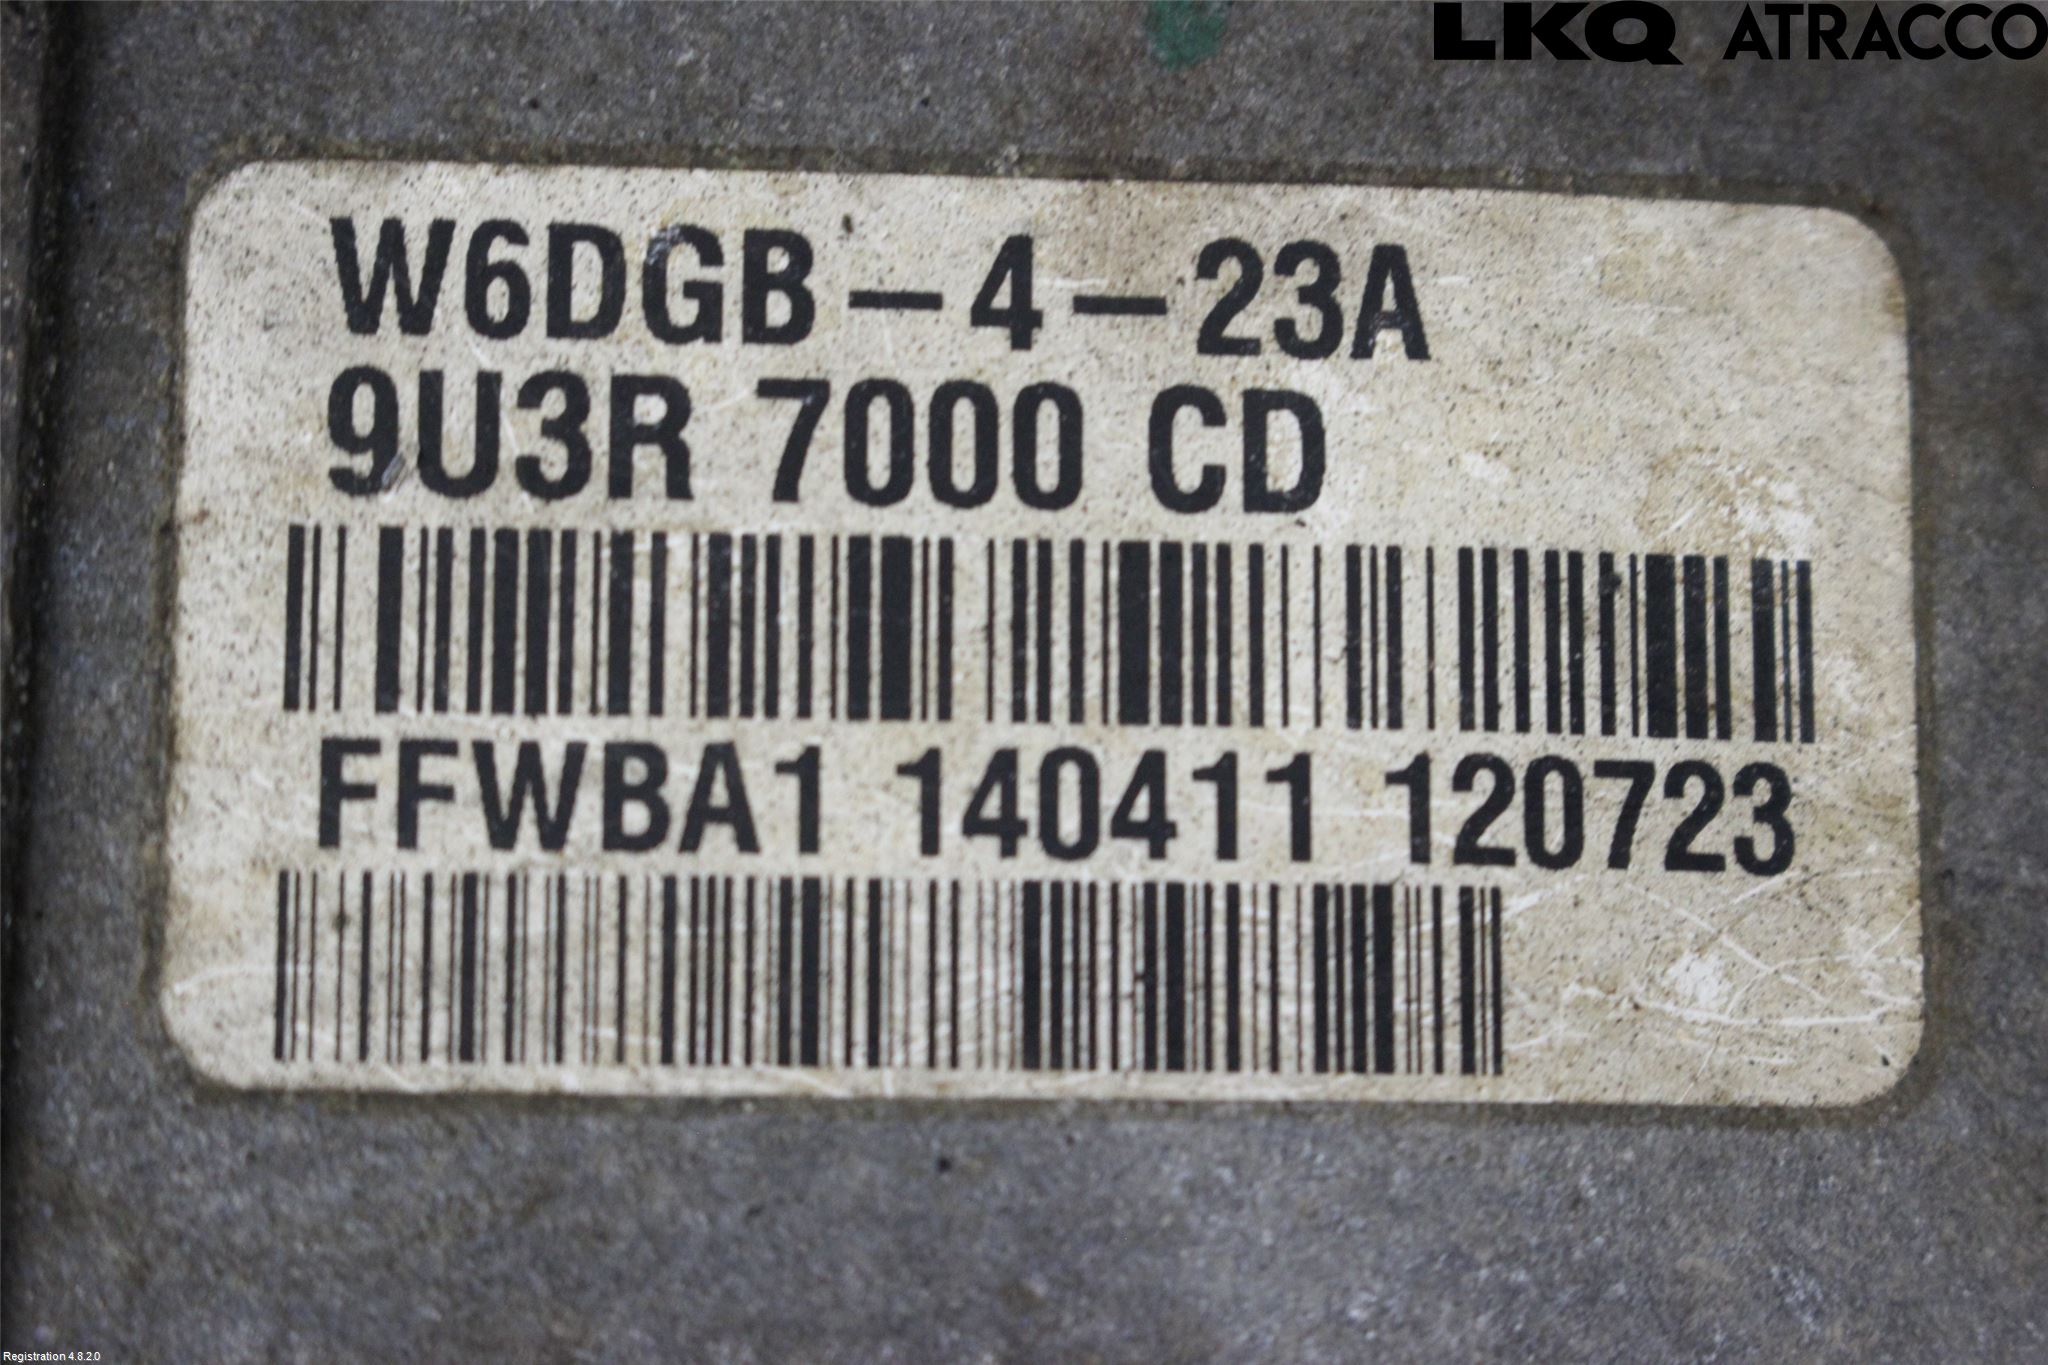 LKQ ATRACCO
W6DGB-4-23A
9U3R 7000 CD
FFWBA1 140411 120723
Registration 4.8.2.0